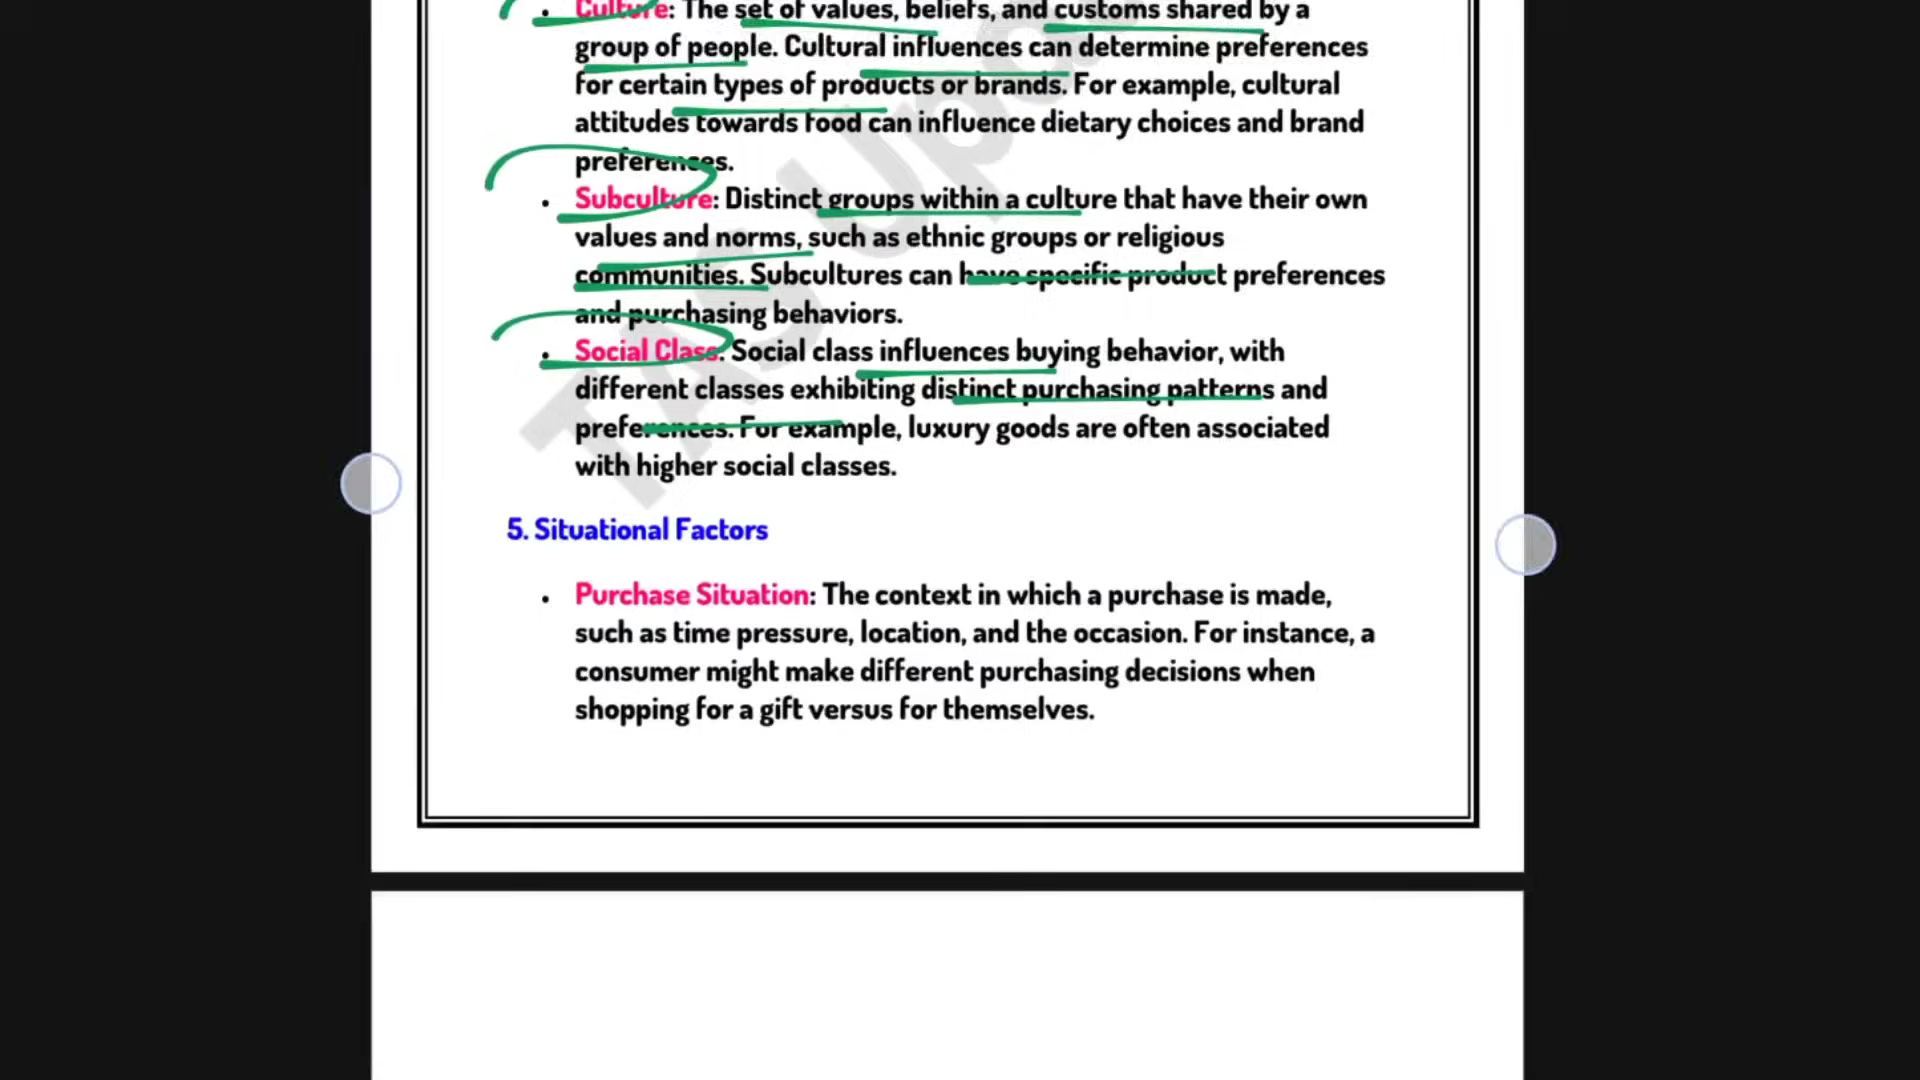 • Culture: The set of values, beliefs, and customs shared by a
group of people. Cultural influences can determine preferences
for certain types of products or brands. For example, cultural
attitudes towards food can influence dietary choices and brand
preferences.
• Subculture: Distinct groups within a culture that have their own
values and norms, such as ethnic groups or religious
communities. Subcultures can have specific product preferences
and purchasing behaviors.
• Social Class: Social class influences buying behavior, with
different classes exhibiting distinct purchasing patterns and
preferences. For example, luxury goods are often associated
with higher social classes.
5. Situational Factors
• Purchase Situation: The context in which a purchase is made,
such as time pressure, location, and the occasion. For instance, a
consumer might make different purchasing decisions when
shopping for a gift versus for themselves.
TAS